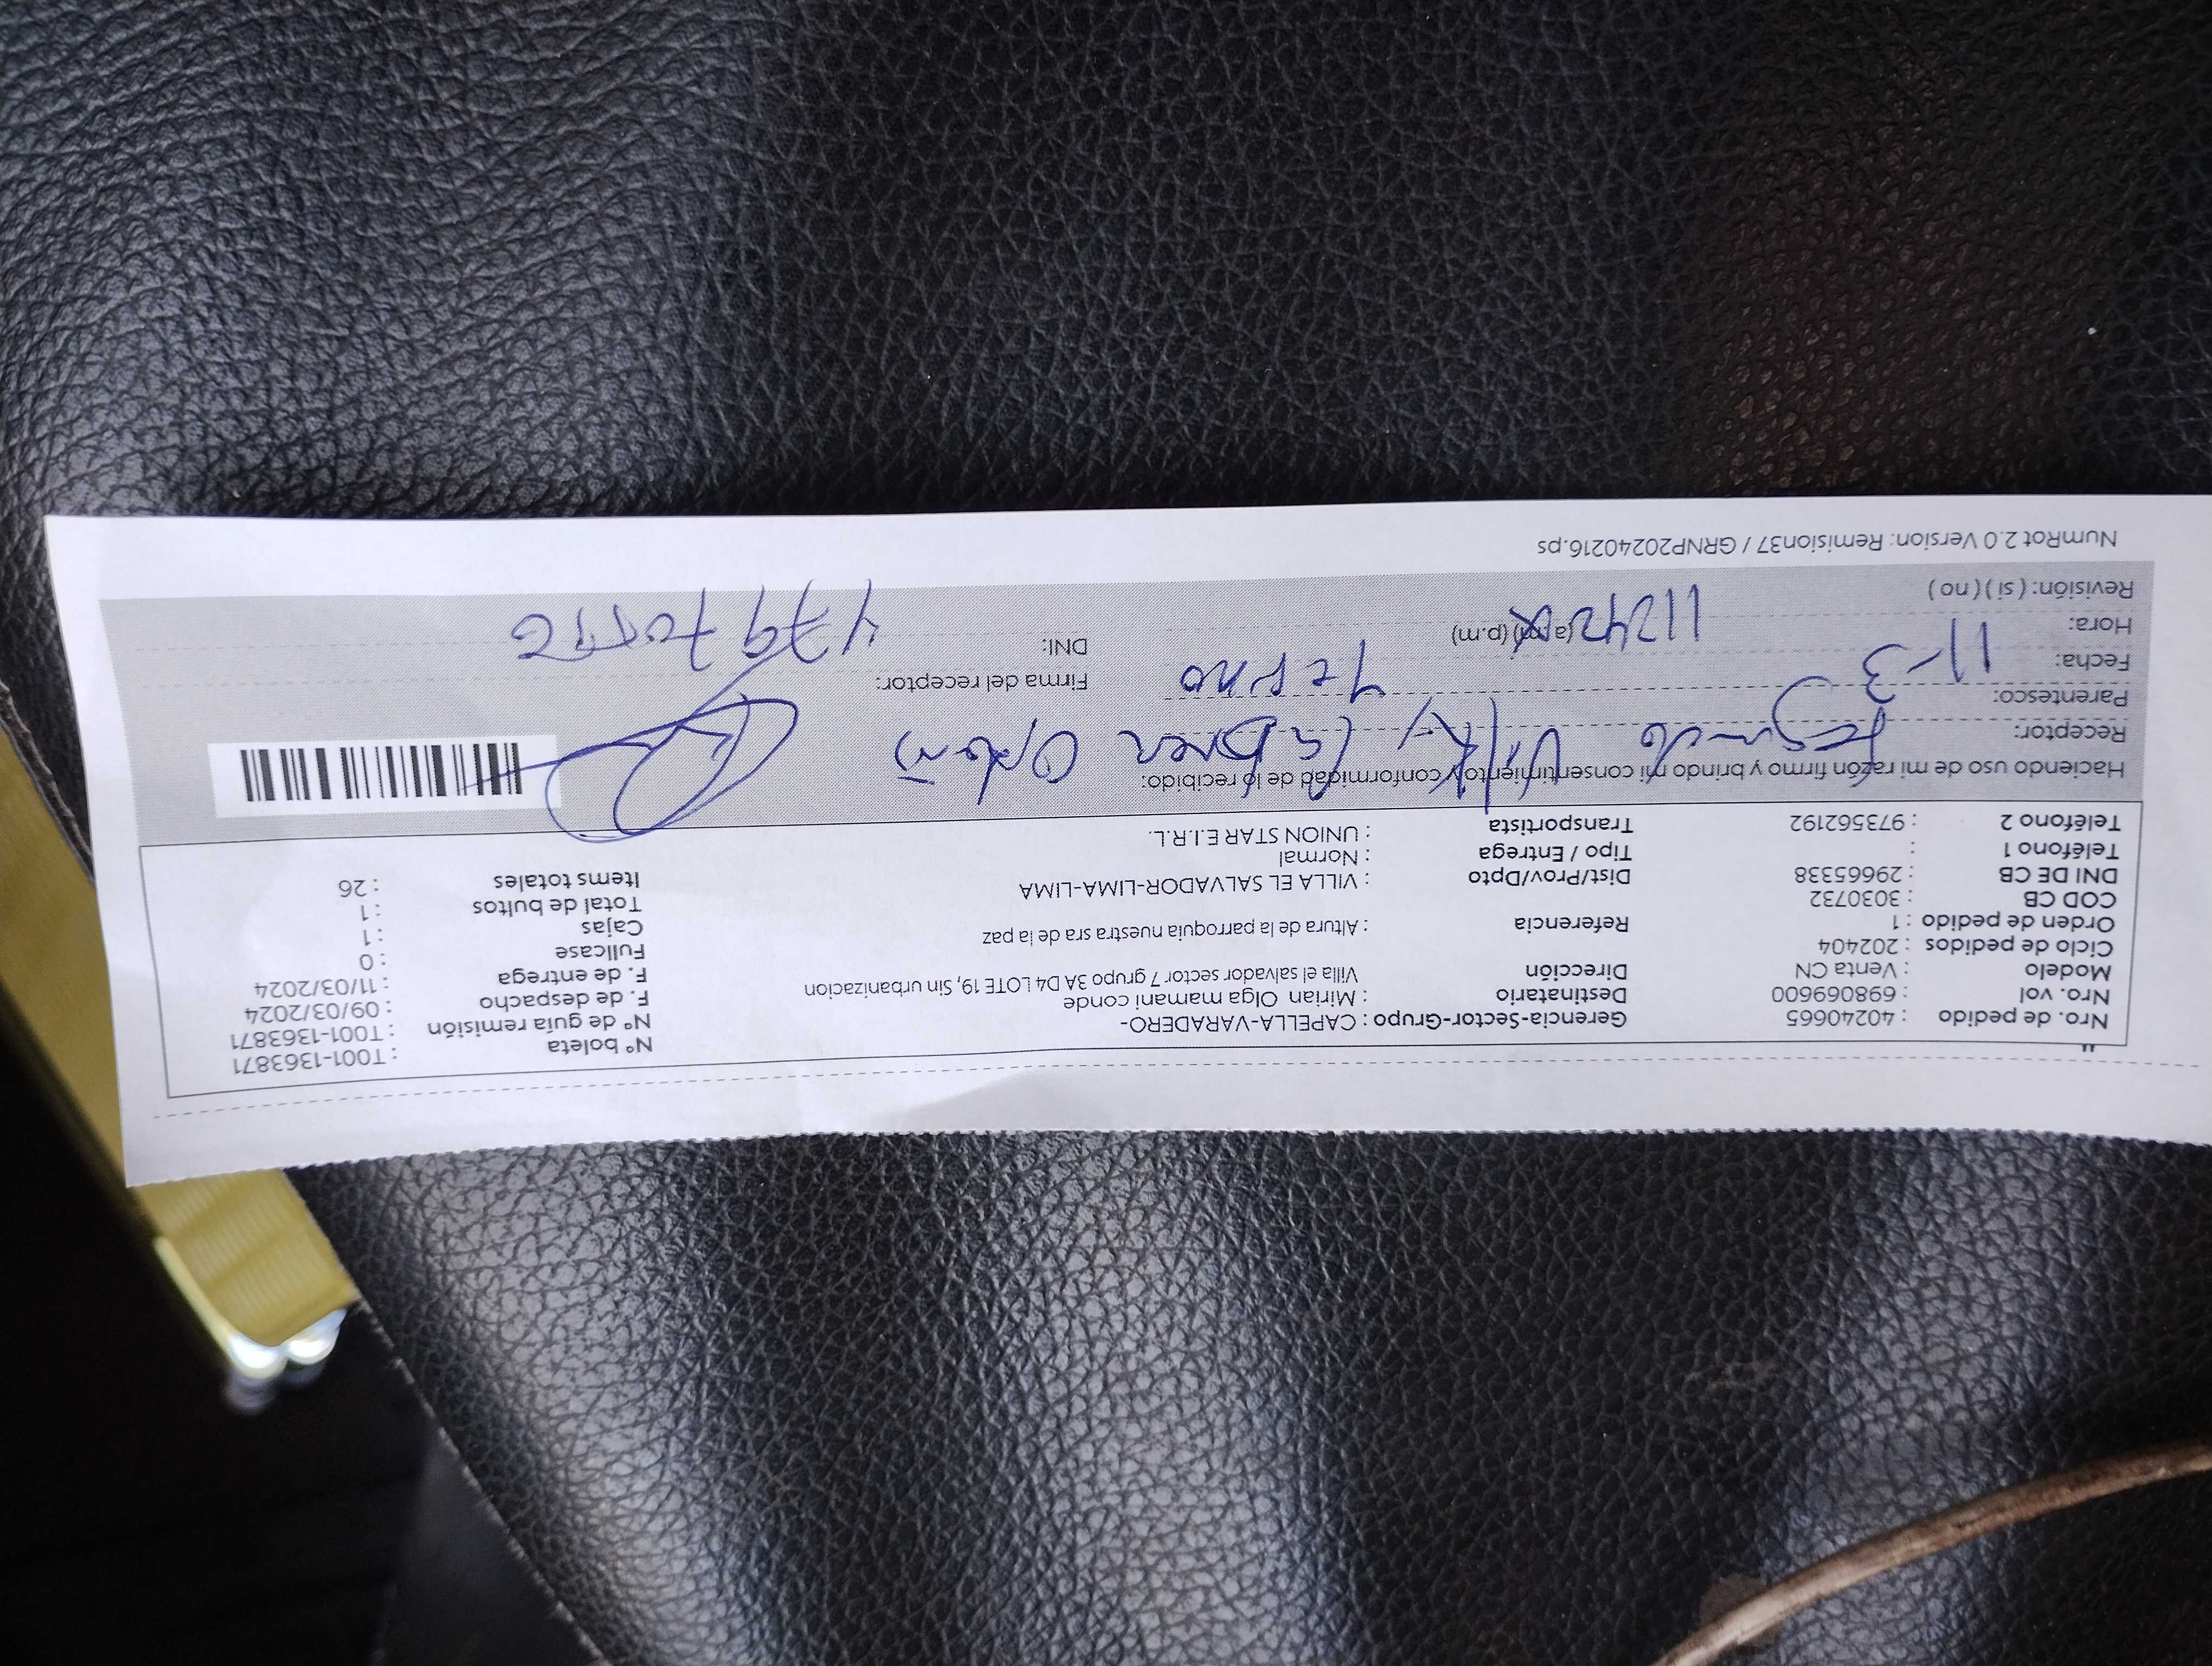 Nro. de pedido : 40240665
Nro. vol. : 698069600
Modelo : Venta CN
Ciclo de pedidos : 202404
Orden de pedido : 1
COD CB : 3030732
DNI DE CB : 29665338
Teléfono 1 :
Teléfono 2 : 973562192
Gerencia-Sector-Grupo : CAPELLA-VARADERO-
Destinatario : Mirian Olga mamani conde
Dirección Villa el salvador sector 7 grupo 3A D4 LOTE 19, Sin urbanizacion
Referencia : Altura de la parroquia nuestra sra de la paz
Dist/Prov/Dpto : VILLA EL SALVADOR-LIMA-LIMA
Tipo / Entrega : Normal
Transportista : UNION STAR E.I.R.L.
N° boleta : T001-1363871
N° de guía remisión : T001-1363871
F. de despacho : 09/03/2024
F. de entrega : 11/03/2024
Fullcase : 0
Cajas : 1
Total de bultos : 1
Items totales : 26
Haciendo uso de mi razón firmo y brindo mi consentimiento y conformidad de lo recibido:
Receptor:
Parentesco: Yerno
Fecha: 11-3
Hora: (a.m) (p.m)
Revisión: ( si ) ( no )
Firma del receptor:
DNI:
NumRot 2.0 Version: Remision37 / GRNP20240216.ps